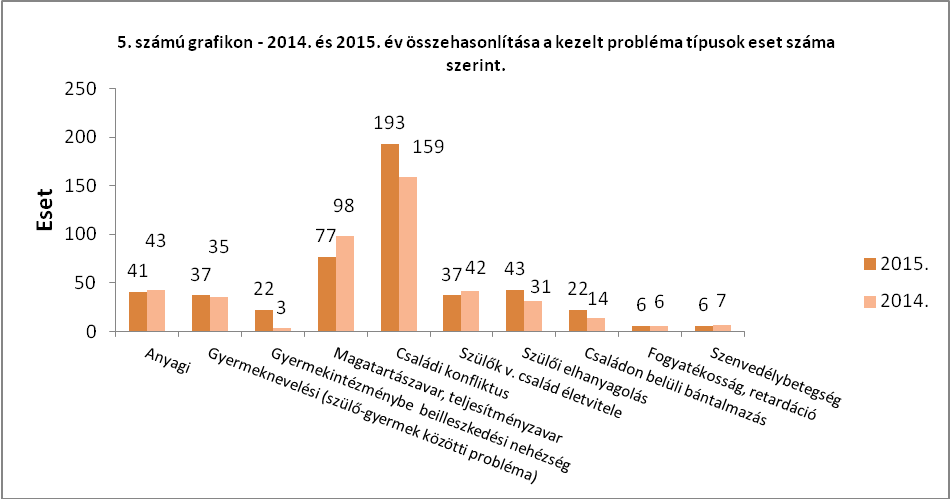 5. számú grafikon - 2014. és 2015. év összehasonlítása a kezelt probléma típusok eset száma
szerint.
Eset
250
200
150
100
50
0
41
43
37
35
22
3
77
98
193
159
37
42
43
31
22
14
6
6
6
7
Anyagi
Gyermeknevelési (szülő-gyermek közötti probléma)
Gyermekintézménybe beilleszkedési nehézség
Magatartászavar, teljesítményzavar
Családi konfliktus
Szülők v. család életvitele
Szülői elhanyagolás
Családon belüli bántalmazás
Fogyatékosság, retardáció
Szenvedélybetegség
2015.
2014.